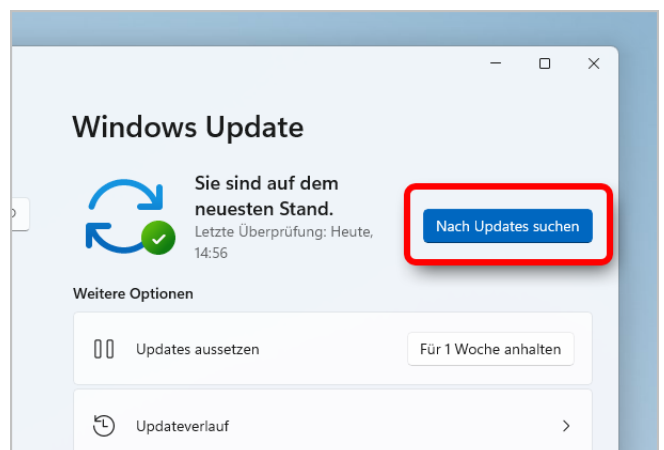 Windows Update
Sie sind auf dem
neuesten Stand.
Letzte Überprüfung: Heute,
14:56
Nach Updates suchen
Weitere Optionen
Updates aussetzen
Für 1 Woche anhalten
Updateverlauf